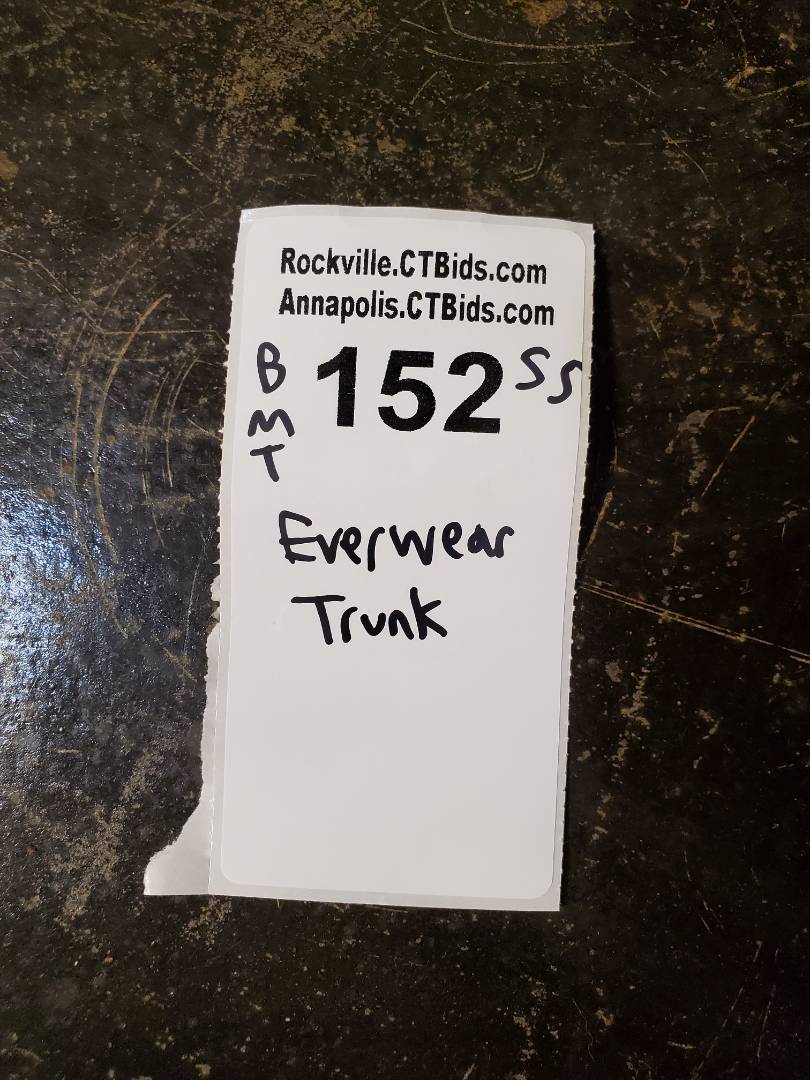 Rockville.CTBids.com
Annapolis.CTBids.com
B 152 SS
M
T
Everwear
Trunk